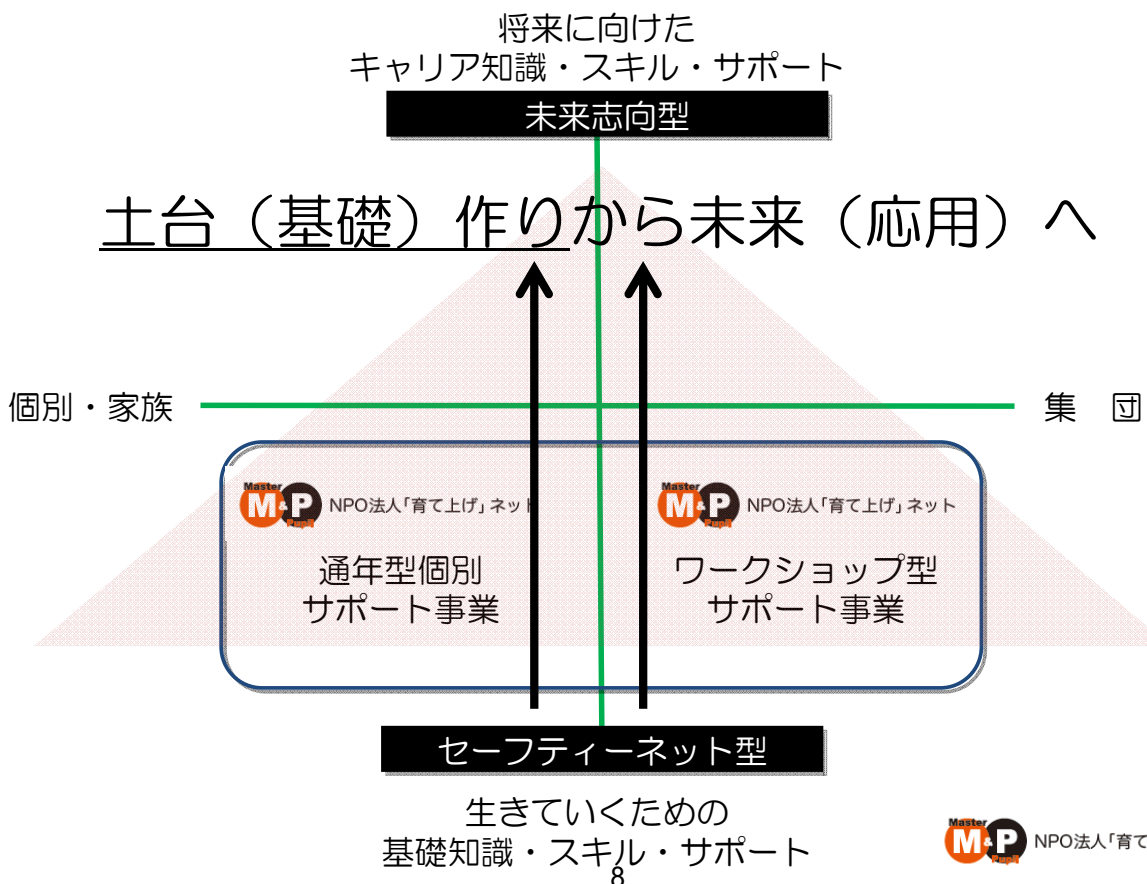 将来に向けた
キャリア知識・スキル・サポート
未来志向型
土台（基礎）作りから未来（応用）へ
個別・家族
集　団
Master
M&P
Pupil
NPO法人「育て上げ」ネット
通年型個別
サポート事業
Master
M&P
Pupil
NPO法人「育て上げ」ネット
ワークショップ型
サポート事業
セーフティーネット型
生きていくための
基礎知識・スキル・サポート
8
Master
M&P
Pupil
NPO法人「育て